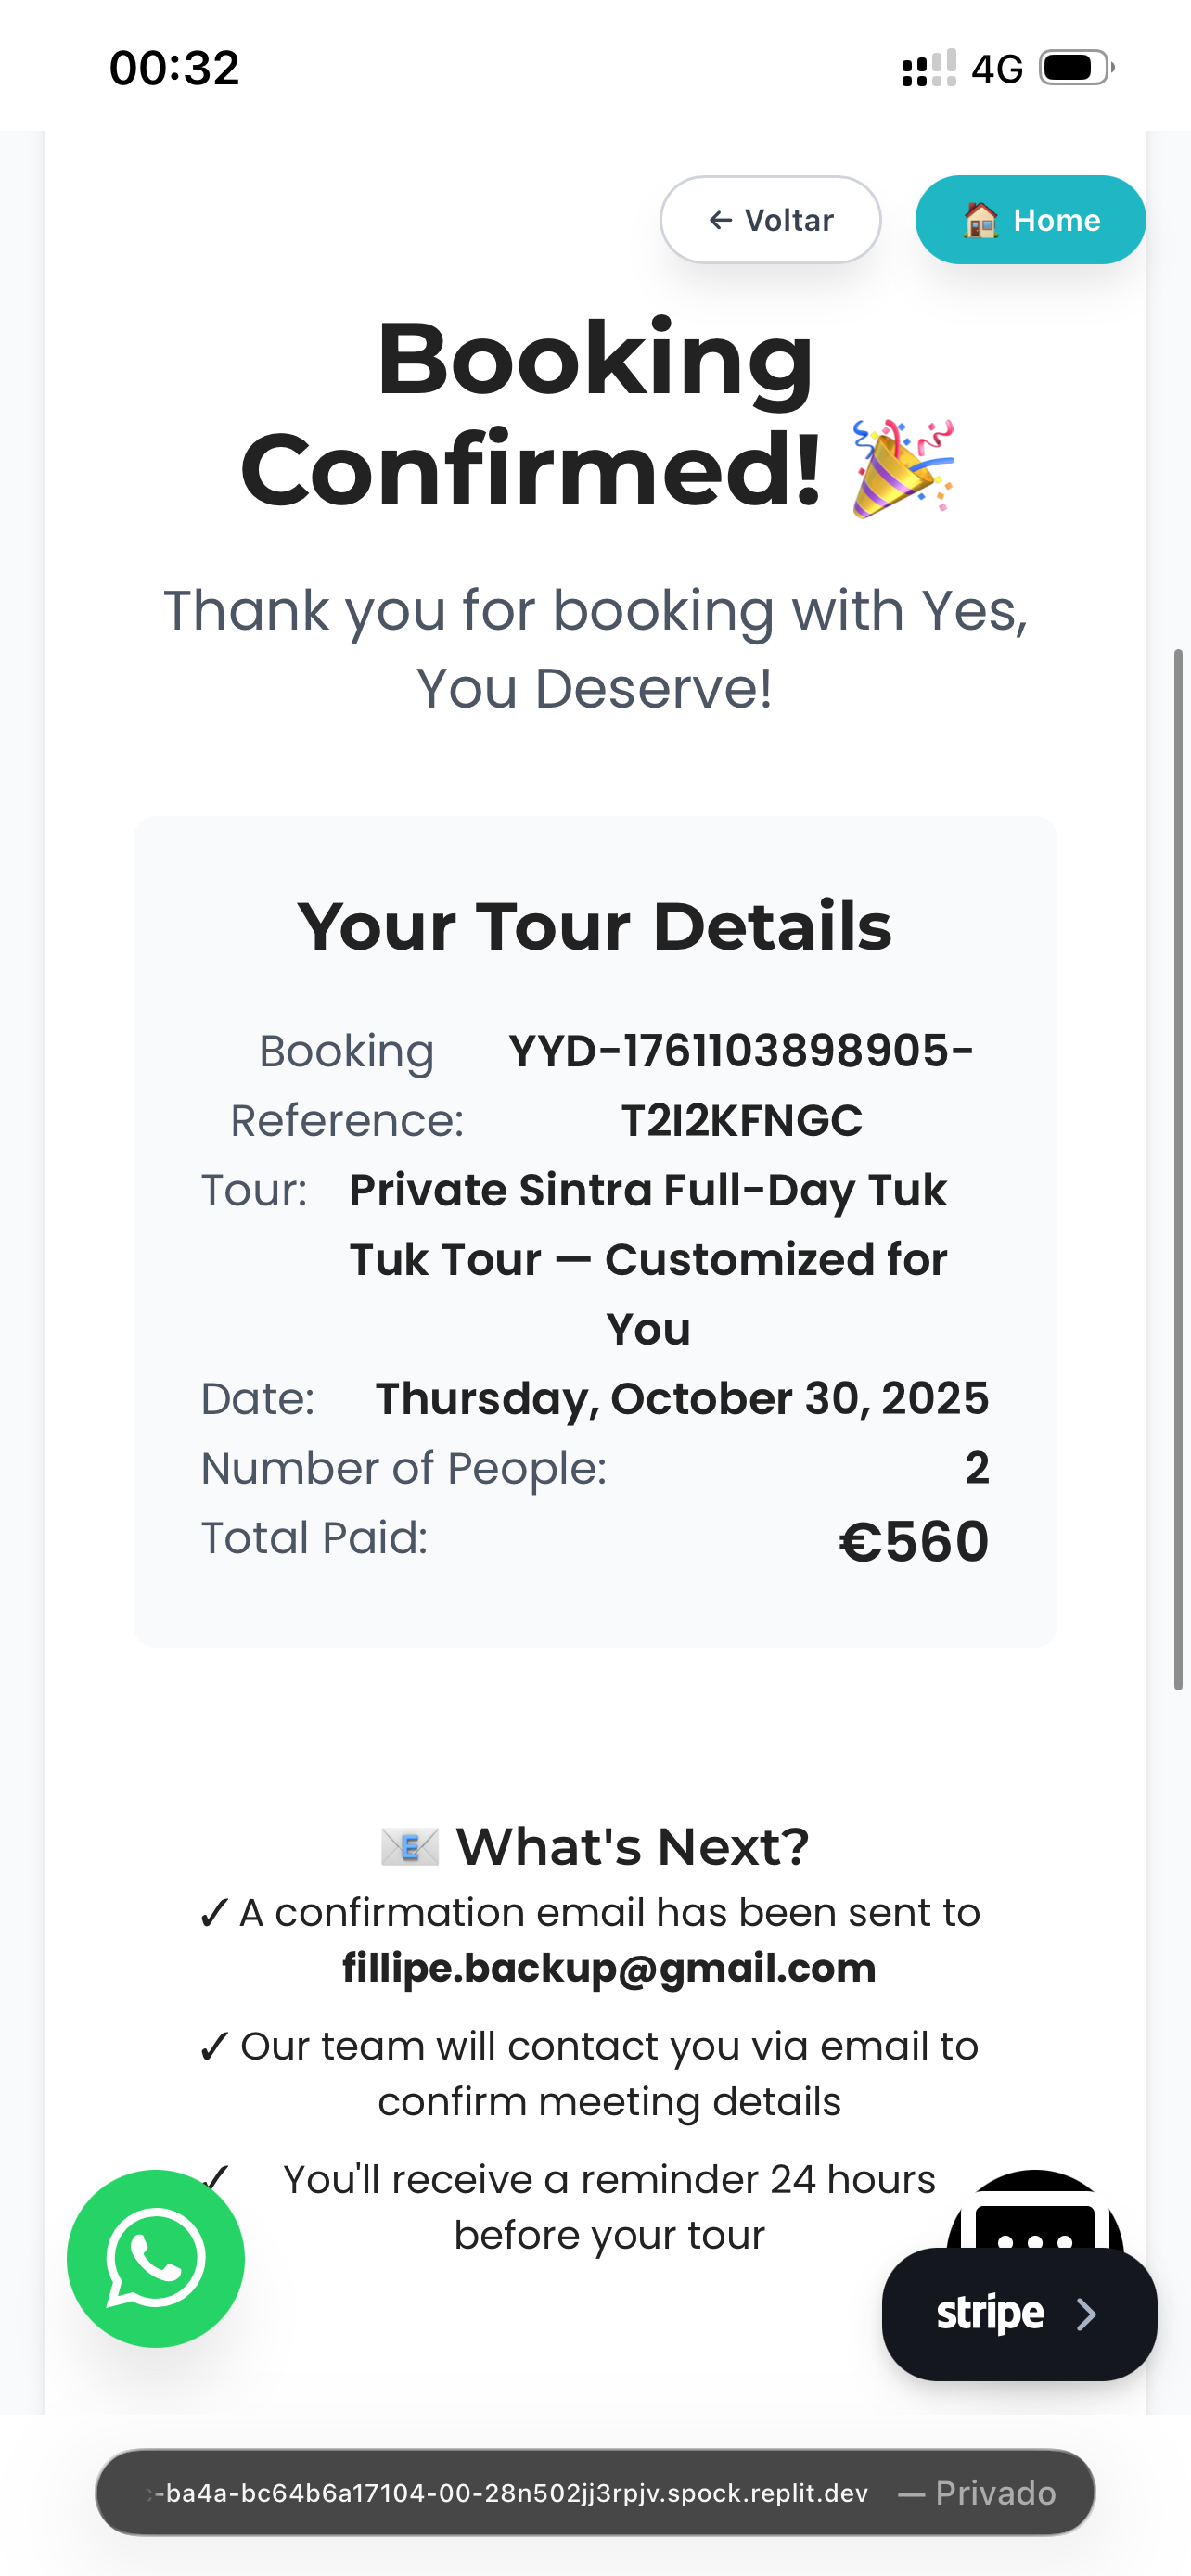 00:32
4G
← Voltar
Home
Booking
Confirmed!
Thank you for booking with Yes,
You Deserve!
Your Tour Details
Booking Reference: YYD-1761103898905-T2I2KFNGC
Tour: Private Sintra Full-Day Tuk
Tuk Tour — Customized for
You
Date: Thursday, October 30, 2025
Number of People: 2
Total Paid: €560
What's Next?
✓ A confirmation email has been sent to
fillipe.backup@gmail.com
✓ Our team will contact you via email to
confirm meeting details
✓ You'll receive a reminder 24 hours
before your tour
stripe
-ba4a-bc64b6a17104-00-28n502jj3rpjv.spock.replit.dev — Privado